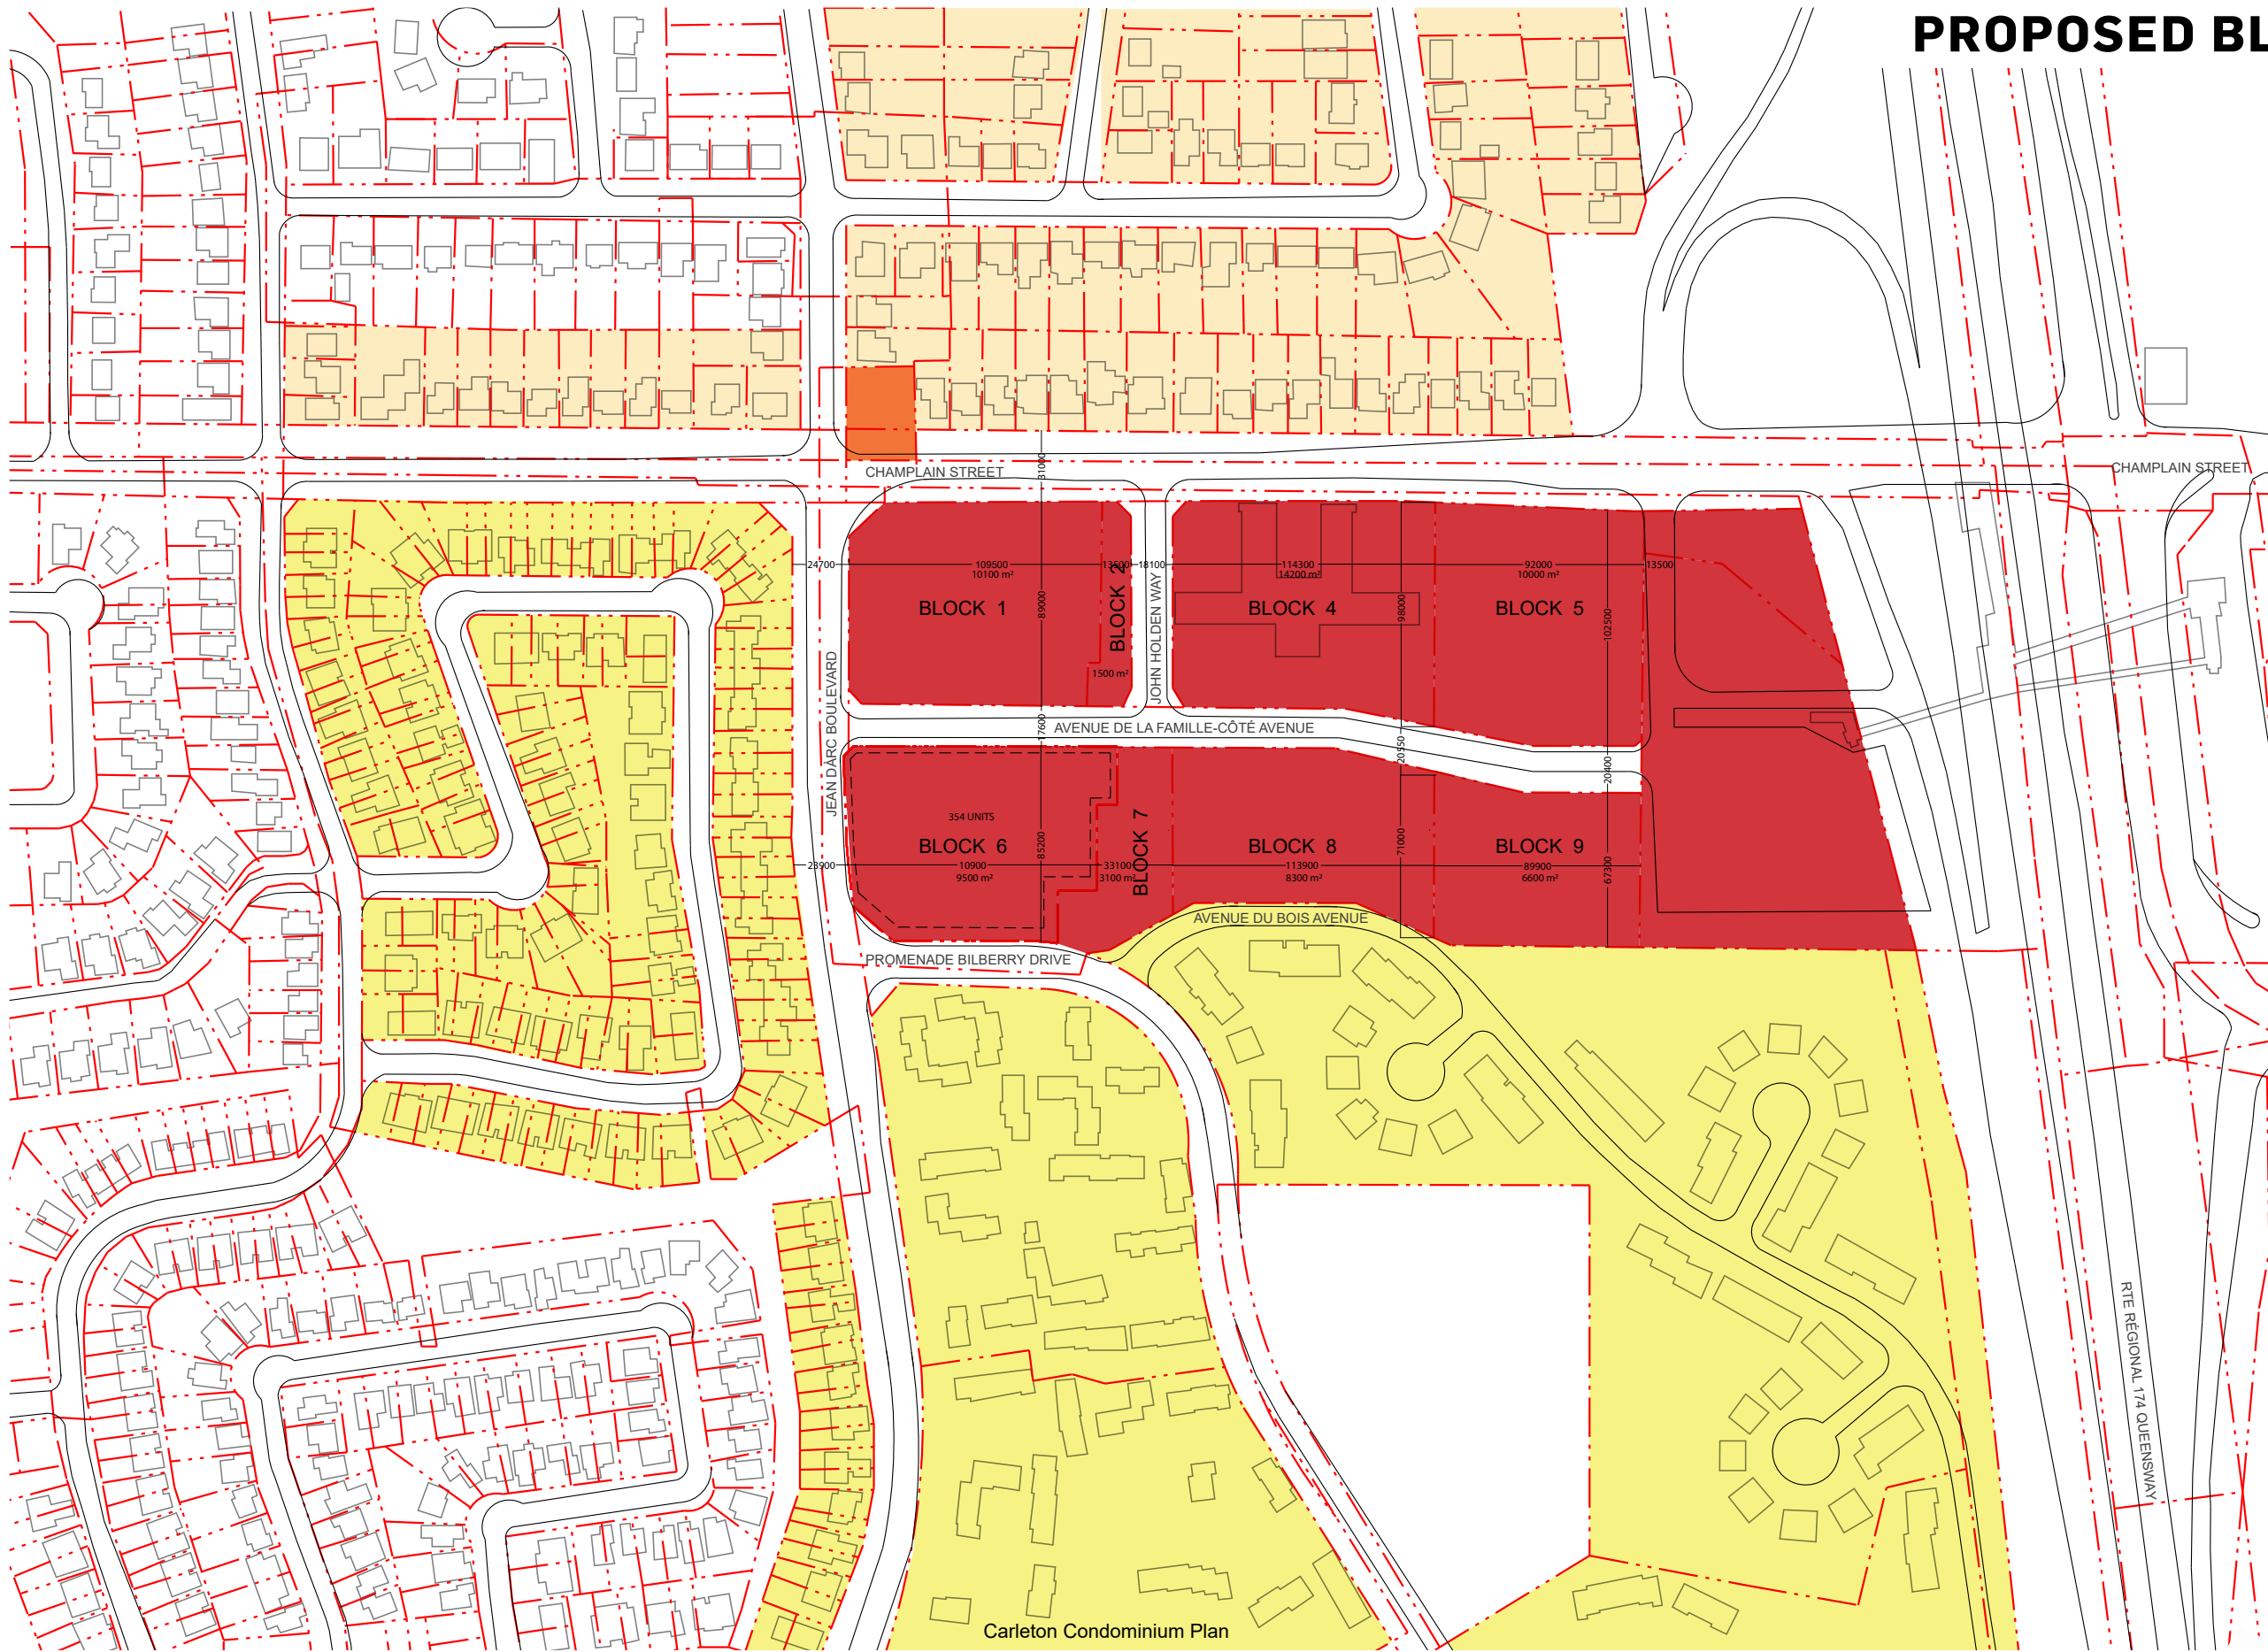 PROPOSED BL
CHAMPLAIN STREET
CHAMPLAIN STREET
31000
24700
109500
10100 m²
13500
18100
114300
14200 m²
92000
10000 m²
13500
BLOCK 1
89000
BLOCK 2
1500 m²
JOHN HOLDEN WAY
BLOCK 4
98000
BLOCK 5
102500
JEAN DÀRC BOULEVARD
17600
AVENUE DE LA FAMILLE-CÔTÉ AVENUE
20550
20400
354 UNITS
BLOCK 6
85200
BLOCK 7
BLOCK 8
71000
BLOCK 9
23900
10900
9500 m²
33100
3100 m²
113900
8300 m²
89900
6600 m²
67300
AVENUE DU BOIS AVENUE
PROMENADE BILBERRY DRIVE
RTE RÉGIONAL 174 QUEENSWAY
Carleton Condominium Plan